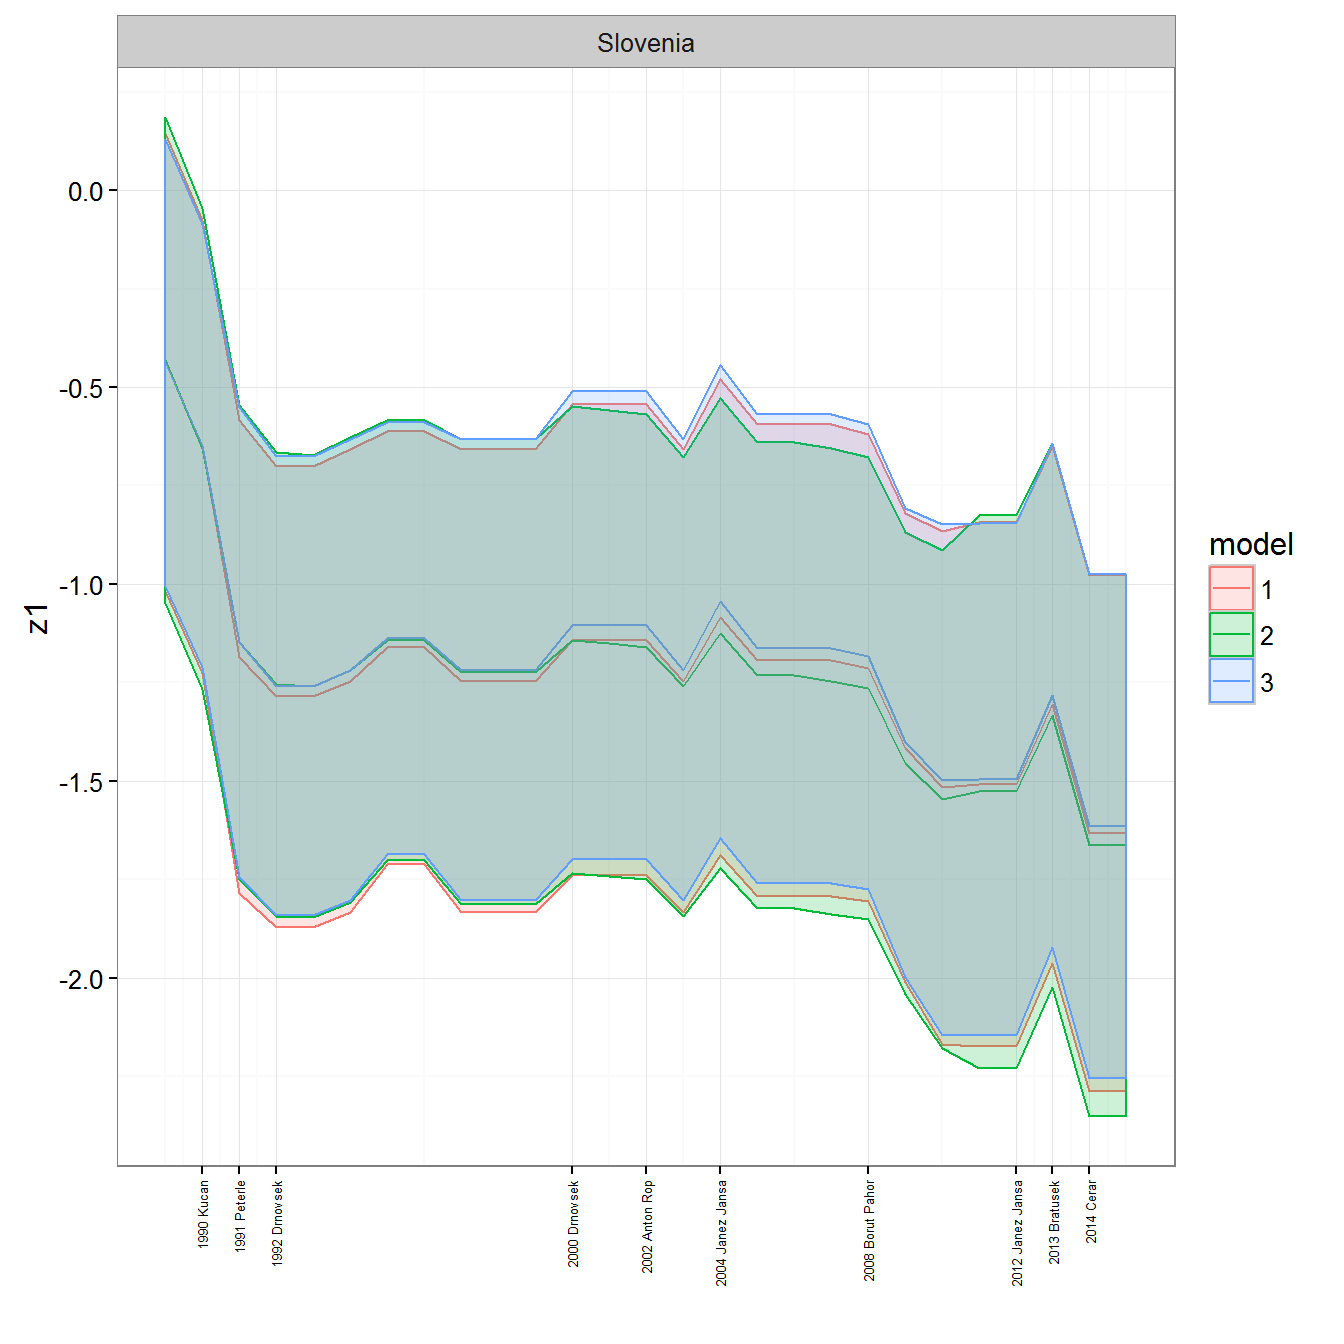 Slovenia
0.0
-0.5
-1.0
-1.5
-2.0
z1
1990 Kucan
1991 Peterle
1992 Drnovsek
2000 Drnovsek
2002 Anton Rop
2004 Janez Jansa
2008 Borut Pahor
2012 Janez Jansa
2013 Bratusek
2014 Cerar
model
1
2
3